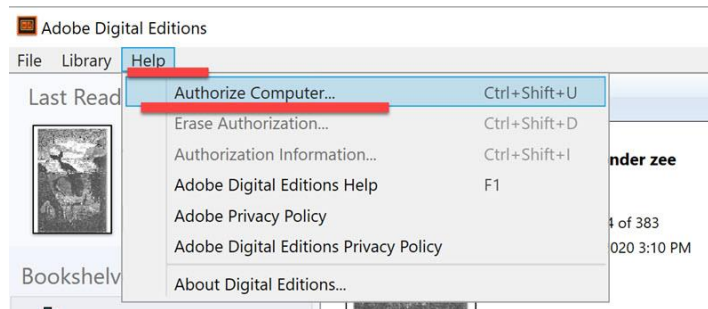 Adobe Digital Editions
File Library Help
Last Read
Authorize Computer... Ctrl+Shift+U
Erase Authorization... Ctrl+Shift+D
Authorization Information... Ctrl+Shift+I
nder zee
Adobe Digital Editions Help F1
Adobe Privacy Policy
of 383
Adobe Digital Editions Privacy Policy
020 3:10 PM
Bookshelv
About Digital Editions...